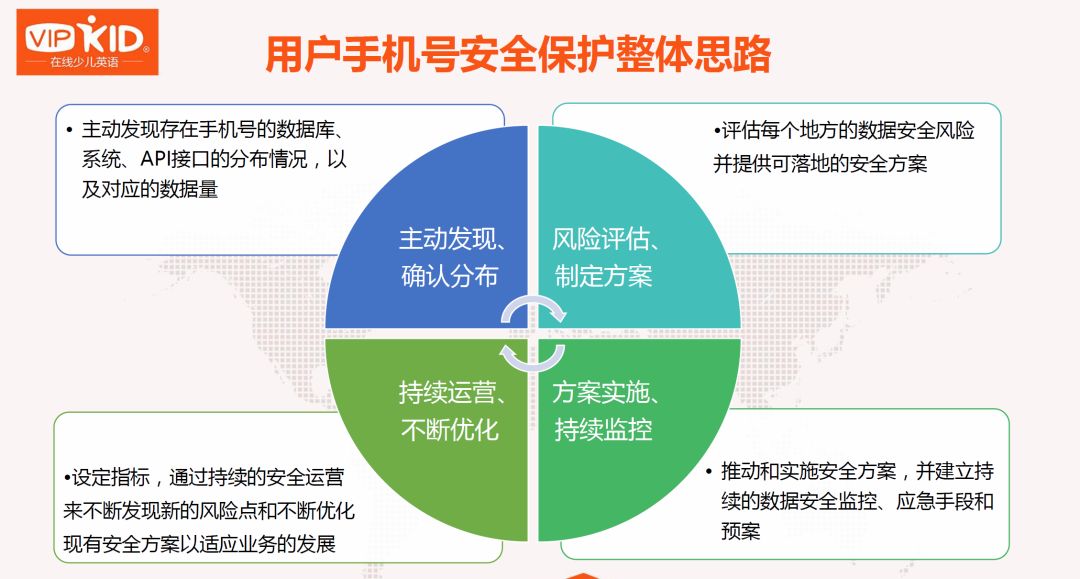 VIPKID®
在线少儿英语
用户手机号安全保护整体思路
• 主动发现存在手机号的数据库、
系统、API接口的分布情况，以
及对应的数据量
•评估每个地方的数据安全风险
并提供可落地的安全方案
主动发现、
确认分布
风险评估、
制定方案
持续运营、
不断优化
方案实施、
持续监控
•设定指标，通过持续的安全运营
来不断发现新的风险点和不断优化
现有安全方案以适应业务的发展
• 推动和实施安全方案，并建立持
续的数据安全监控、应急手段和
预案